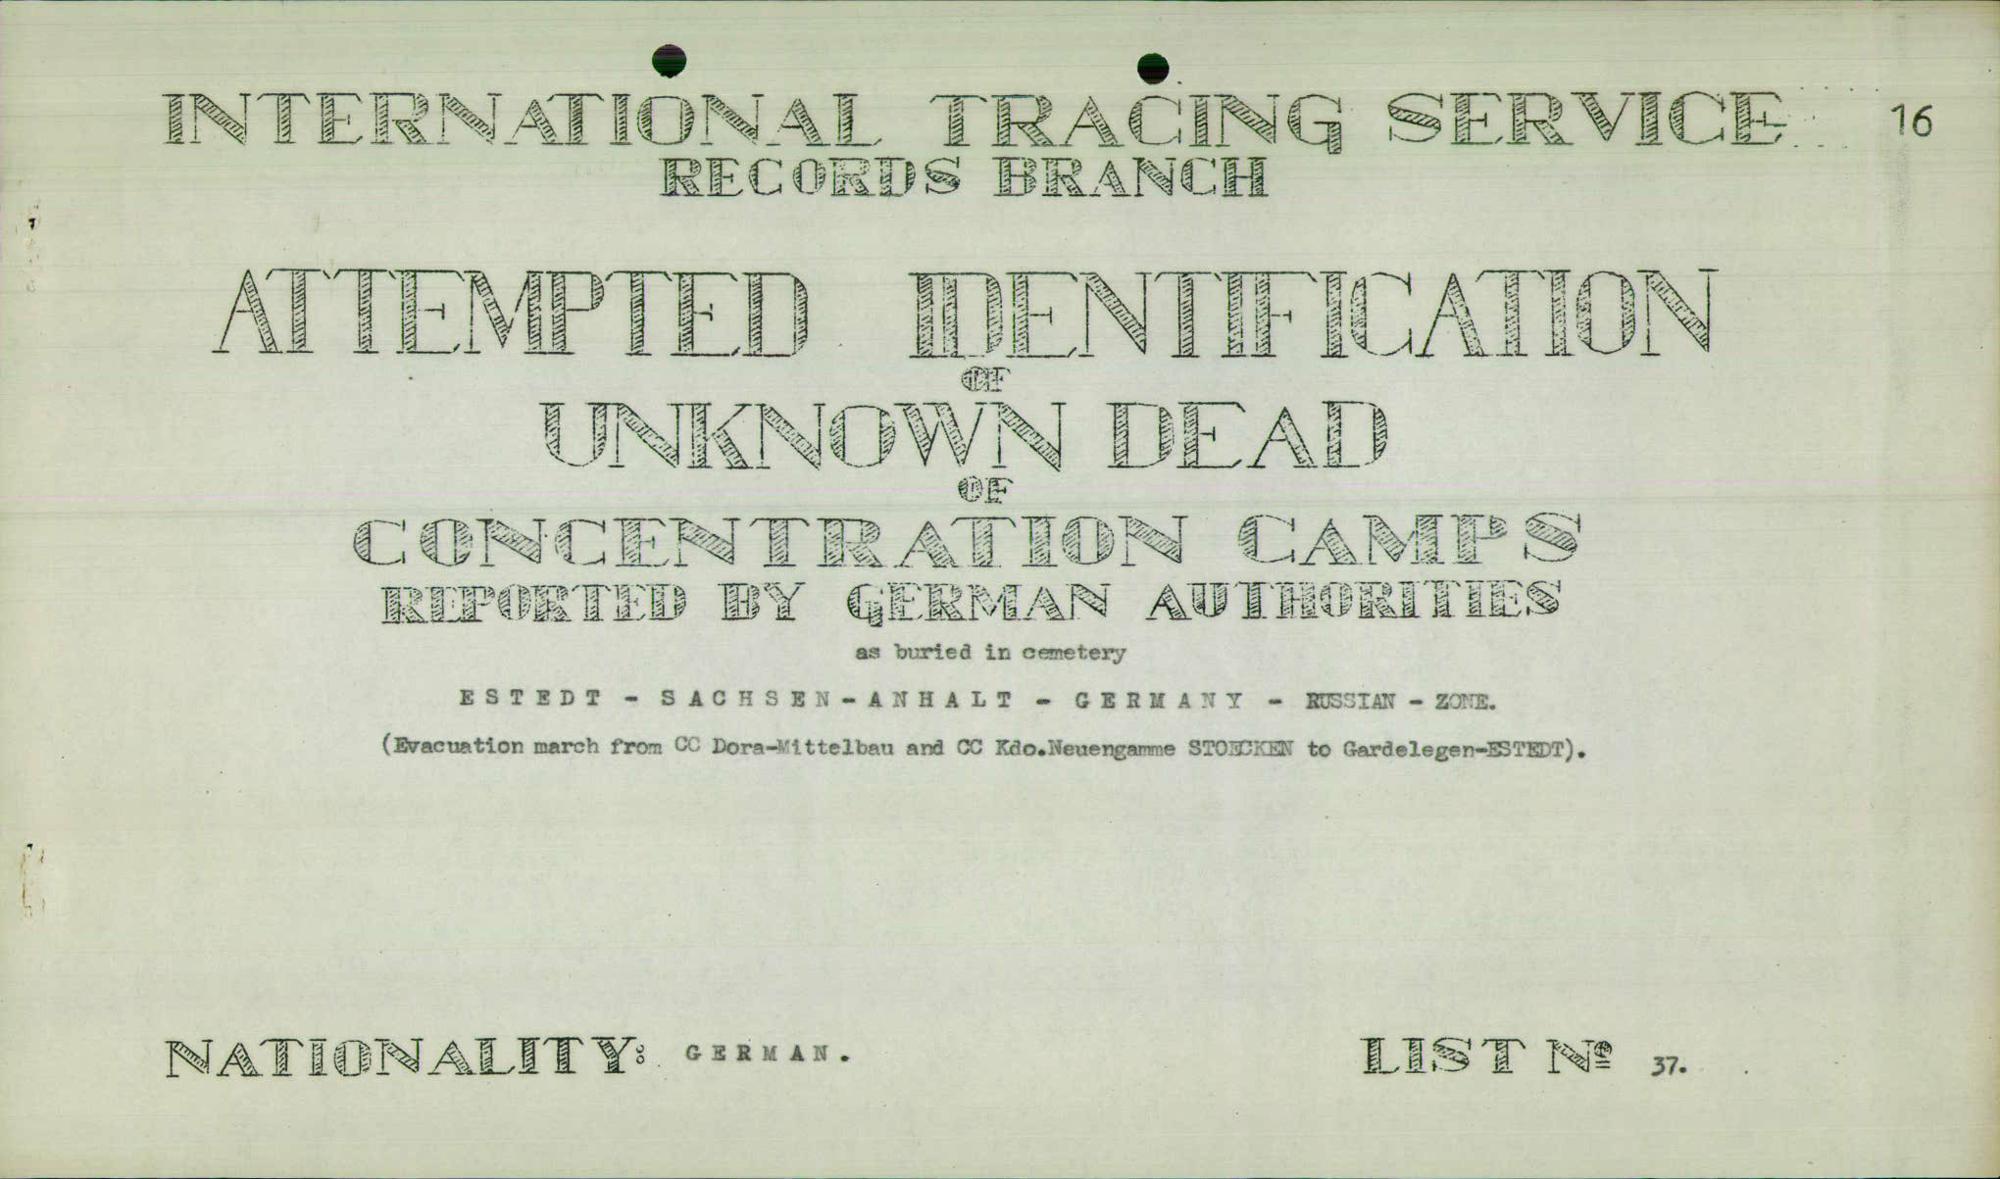 INTERNATIONAL TRACING SERVICE 16
RECORDS BRANCH
ATTEMPTED IDENTIFICATION
OF
UNKNOWN DEAD
OF
CONCENTRATION CAMPS
REPORTED BY GERMAN AUTHORITIES
as buried in cemetery
ESTEDT - SACHSEN-ANHALT - GERMANY - RUSSIAN - ZONE.
(Evacuation march from CC Dora-Mittelbau and CC Kdo.Neuengamme STOECKEN to Gardelegen-ESTEDT).
NATIONALITY: GERMAN. LIST Nº 37.